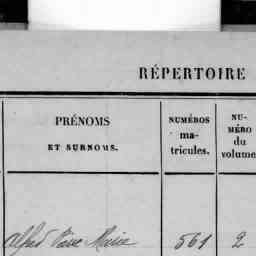 RÉPERTOIRE
PRÉNOMS
ET SURNOMS.
NUMÉROS
ma-
tricules.
NU-
MÉRO
du
volume
Alfred Pierre Marie 561 2